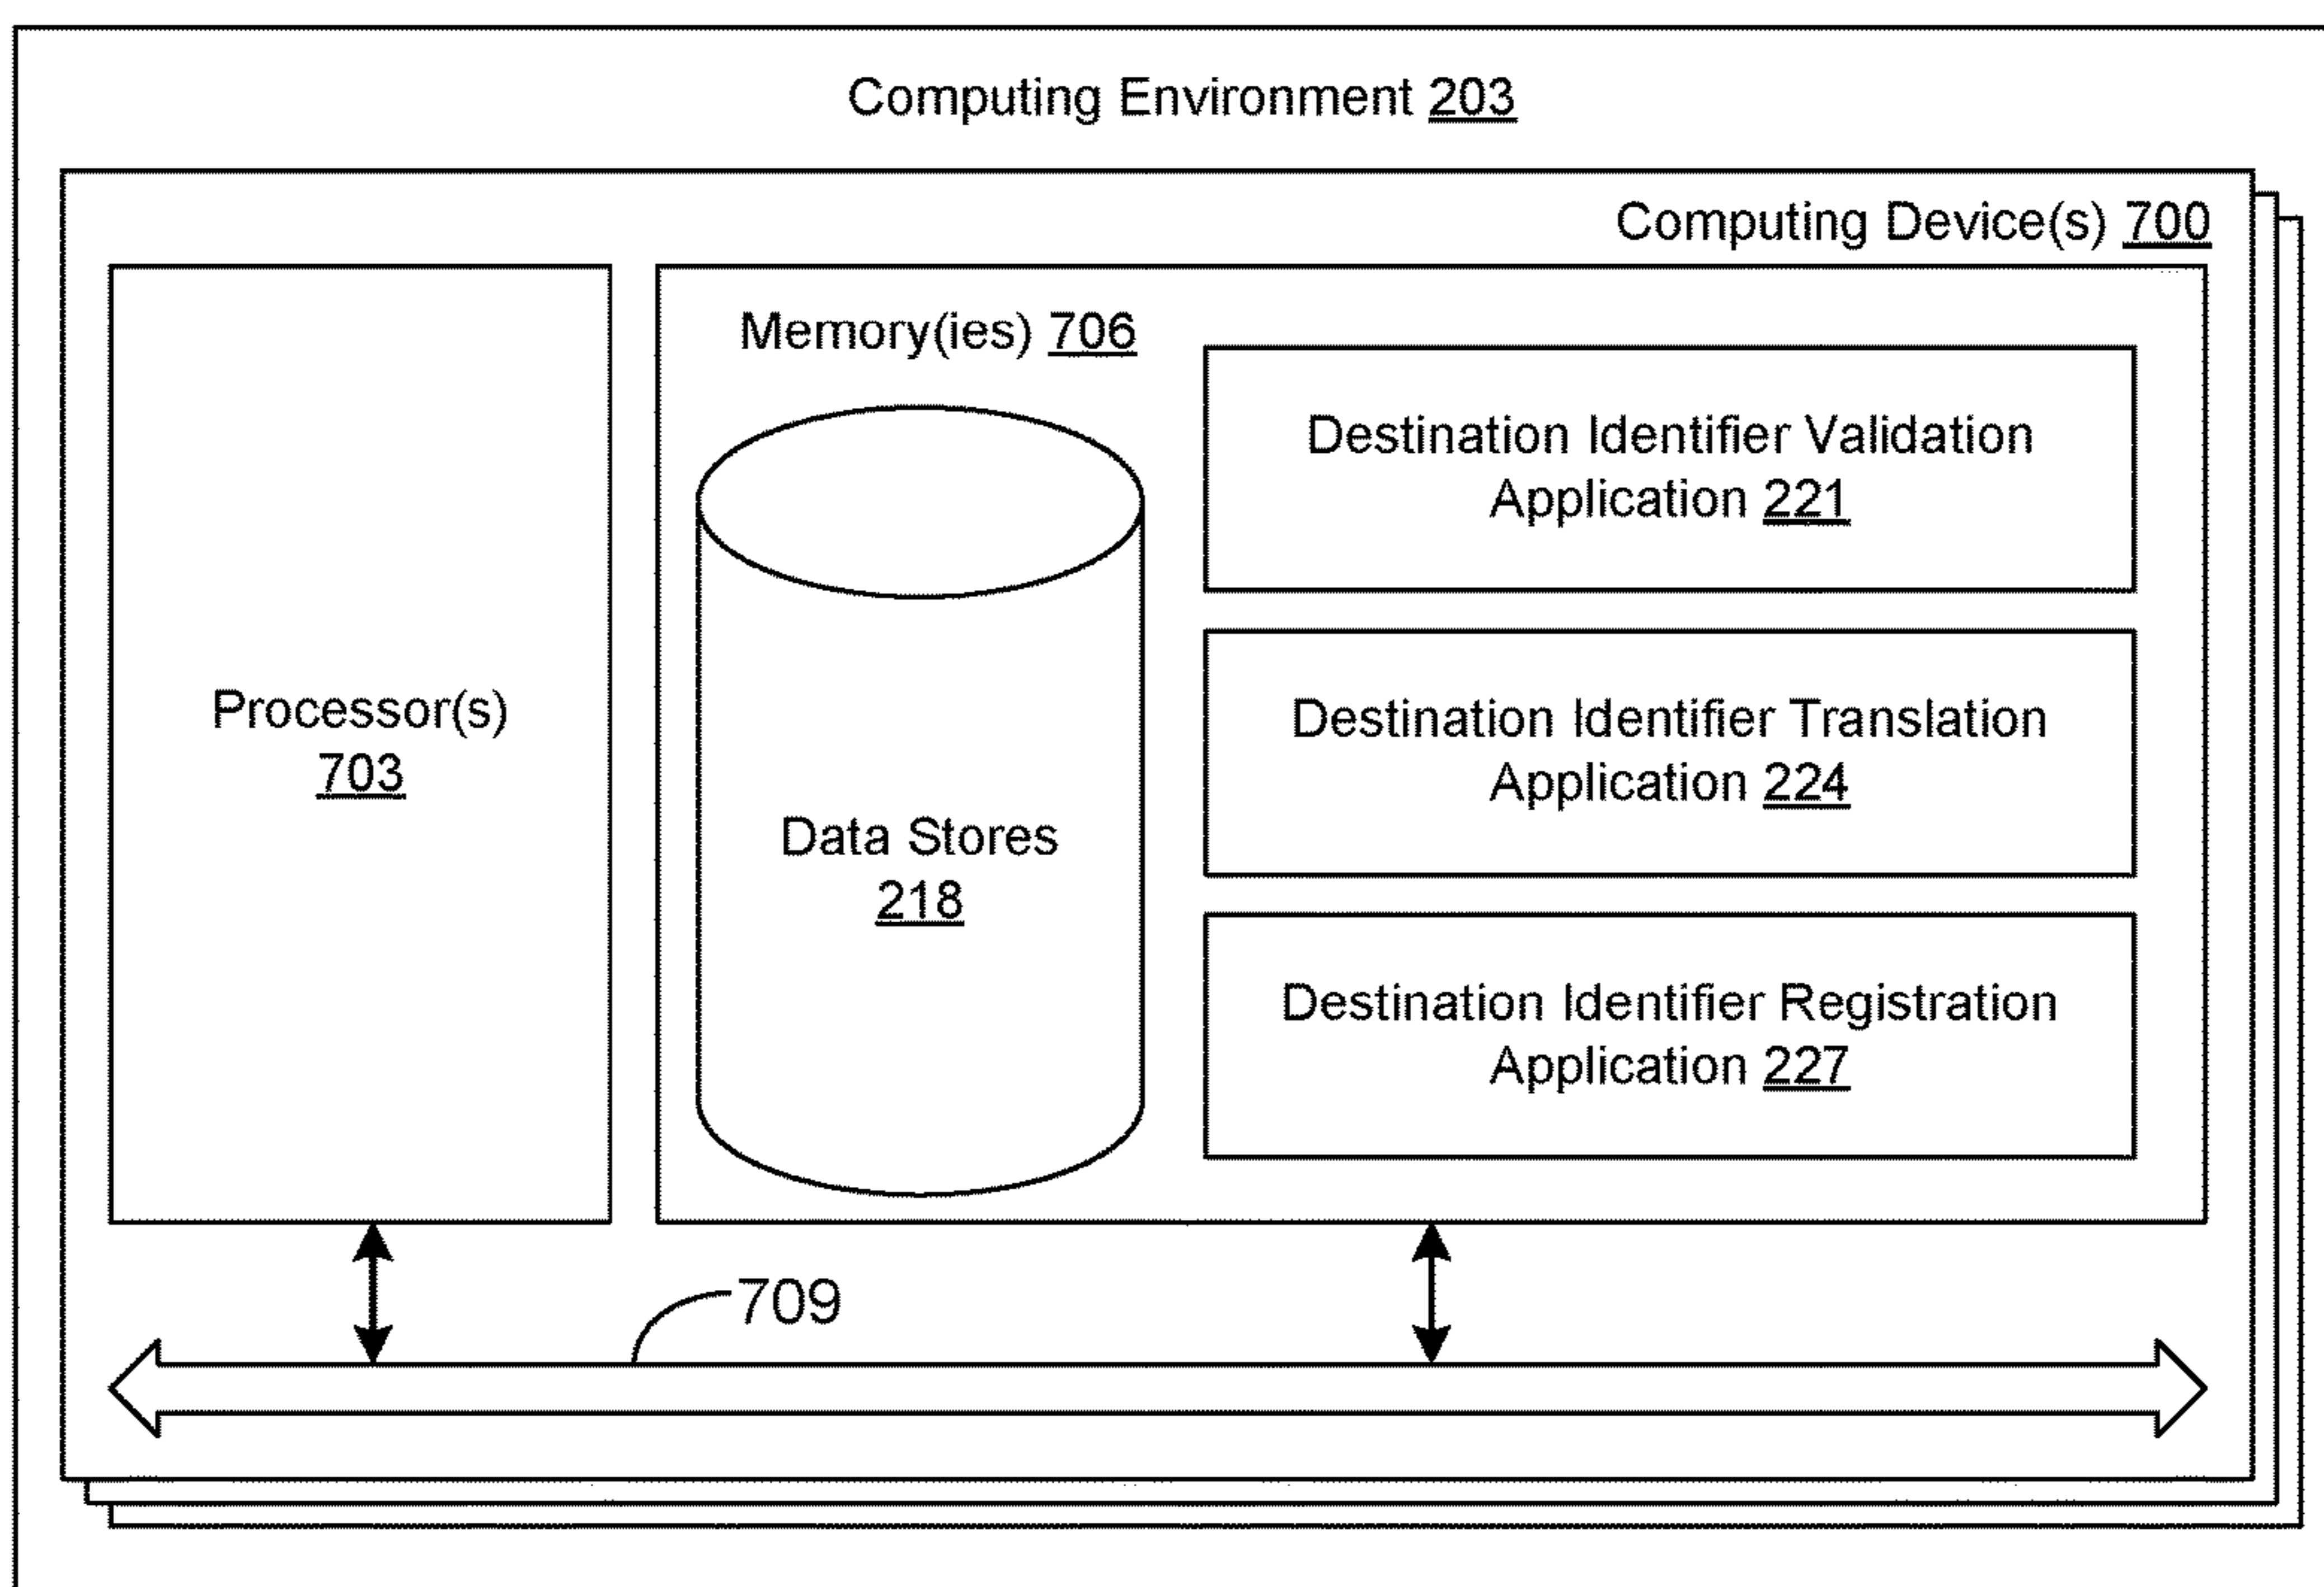 Computing Environment 203
Computing Device(s) 700
Memory(ies) 706
Destination Identifier Validation
Application 221
Processor(s)
703
Data Stores
218
Destination Identifier Translation
Application 224
Destination Identifier Registration
Application 227
709